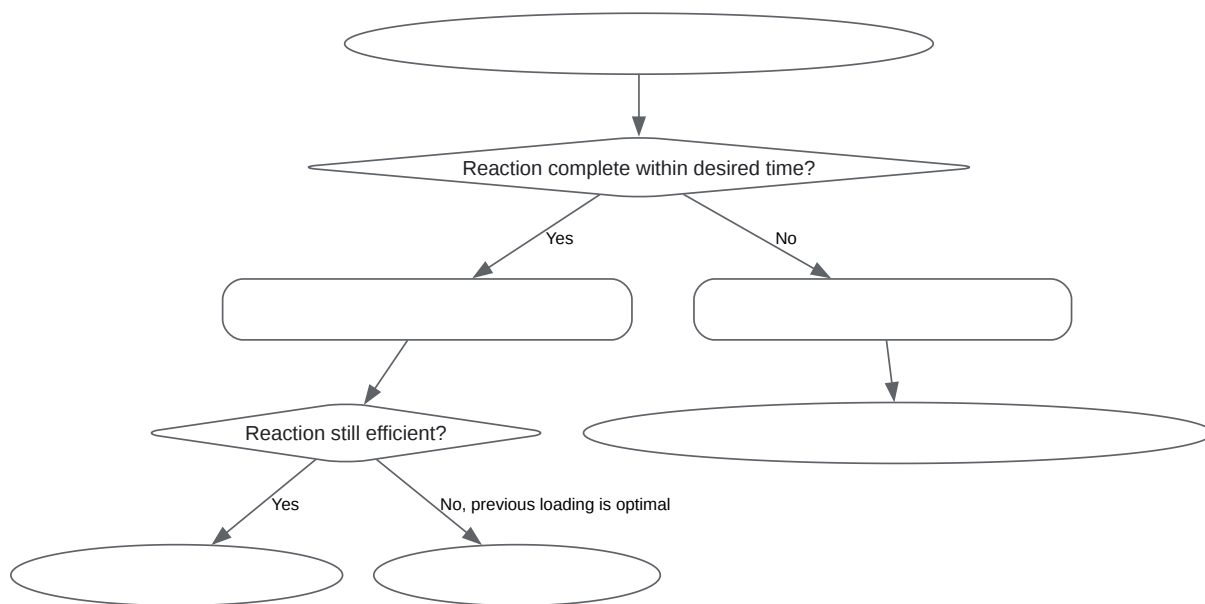 Reaction complete within desired time?
Yes
No
Reaction still efficient?
Yes
No, previous loading is optimal